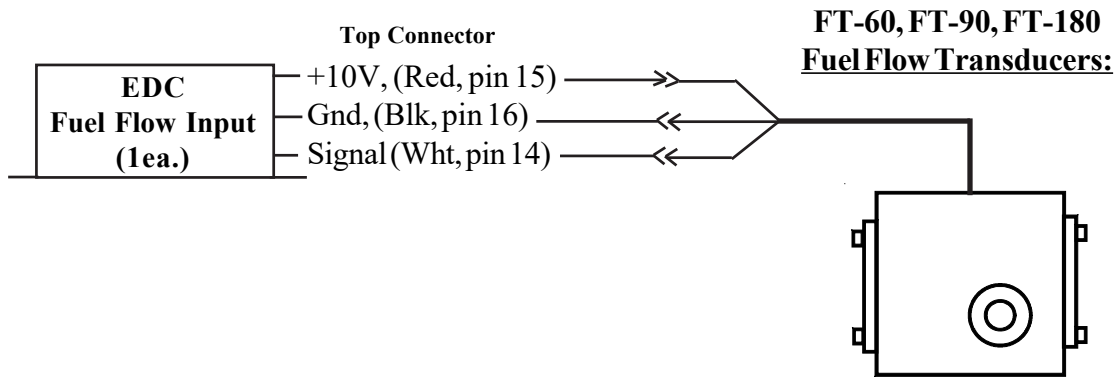 FT-60, FT-90, FT-180
Fuel Flow Transducers:
Top Connector
EDC
Fuel Flow Input
(1ea.)
+10V, (Red, pin 15)
Gnd, (Blk, pin 16)
Signal (Wht, pin 14)